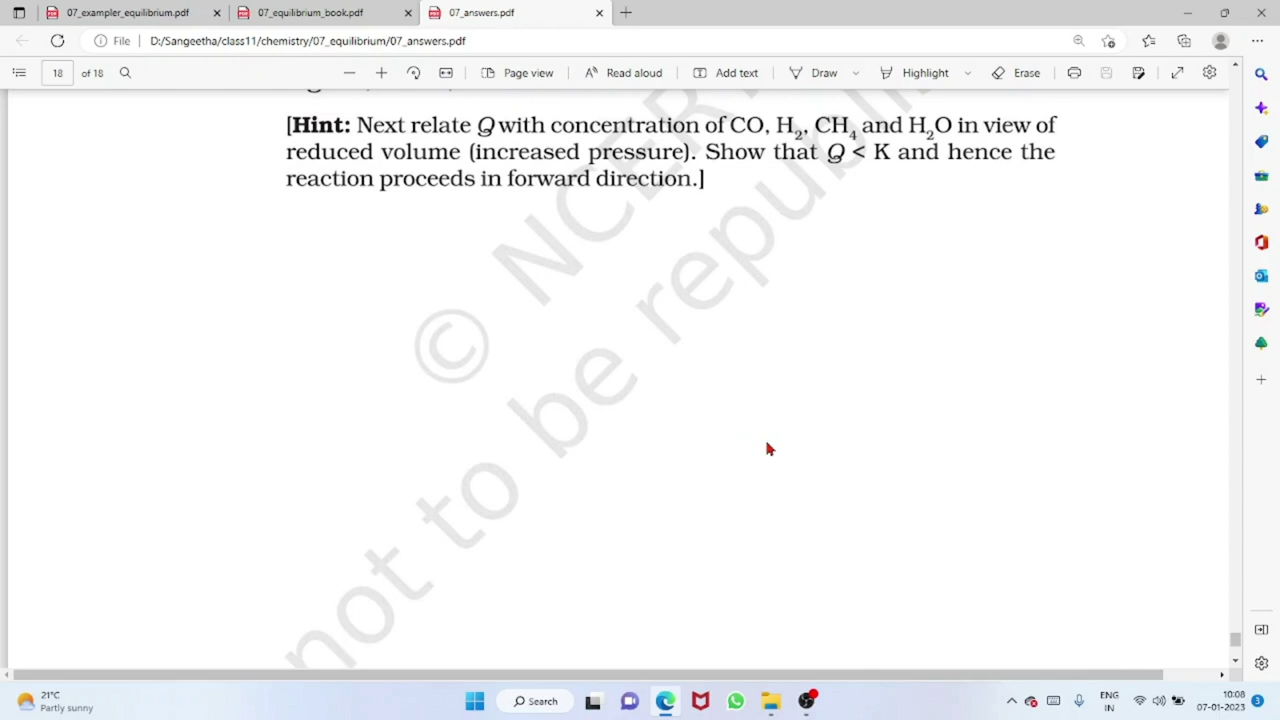 07_exampler_equilibrium.pdf
07_equilibrium_book.pdf
07_answers.pdf
File
D:/Sangeetha/class11/chemistry/07_equilibrium/07_answers.pdf
18 of 18
Page view
Read aloud
Add text
Draw
Highlight
Erase
[Hint: Next relate Q with concentration of CO, H₂, CH₄ and H₂O in view of
reduced volume (increased pressure). Show that Q < K and hence the
reaction proceeds in forward direction.]
© NCER
not to be republi
21°C
Partly sunny
Search
ENG
IN
10:08
07-01-2023
3